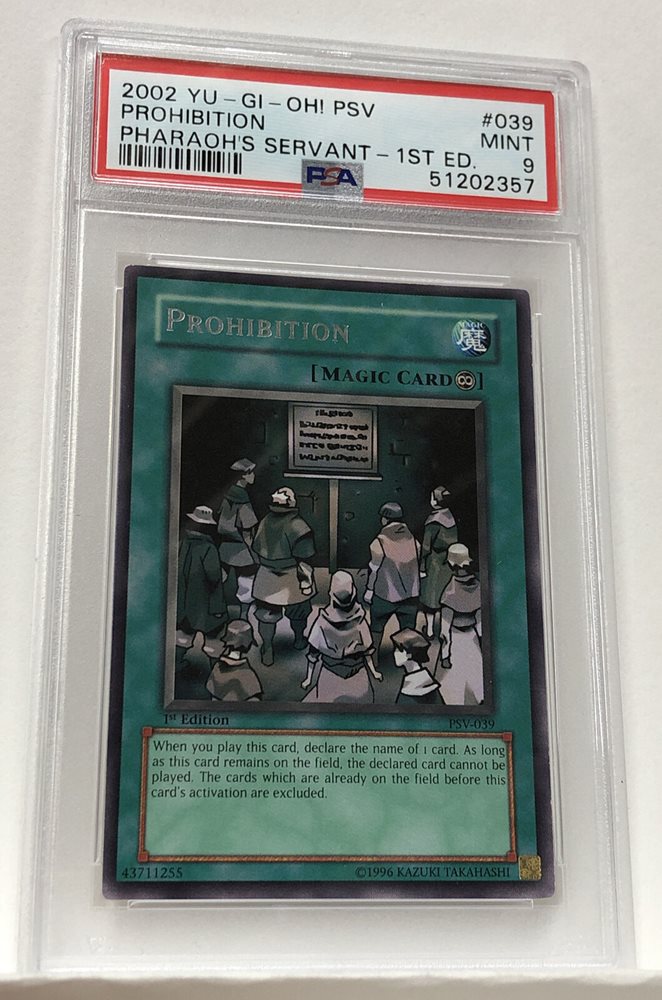 2002 YU-GI-OH! PSV #039
PROHIBITION MINT
PHARAOH'S SERVANT-1ST ED. 9
PSA 51202357
PROHIBITION
MAGIC
魔
[MAGIC CARD∞]
1st Edition PSV-039
When you play this card, declare the name of 1 card. As long
as this card remains on the field, the declared card cannot be
played. The cards which are already on the field before this
card's activation are excluded.
43711255 ©1996 KAZUKI TAKAHASHI